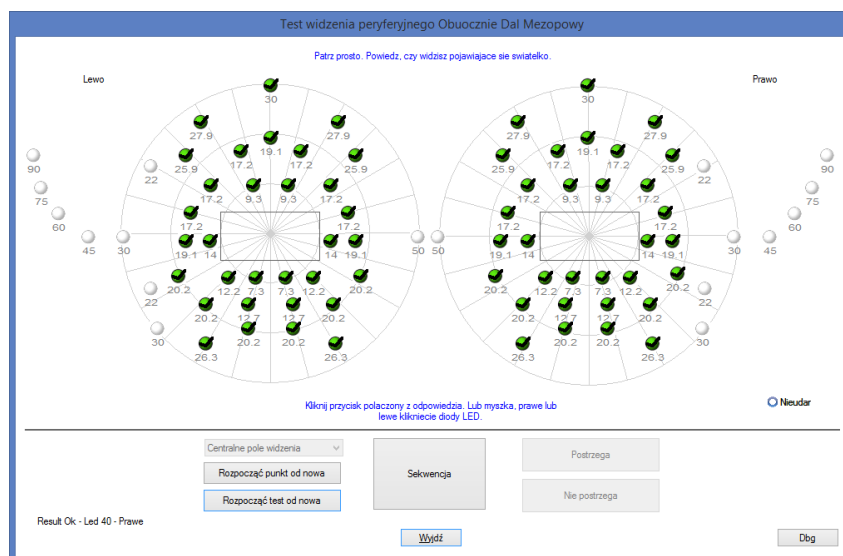 Test widzenia peryferyjnego Obuocznie Dal Mezopowy
Patrz prosto. Powiedz, czy widzisz pojawiajace sie swiatelko.
Lewo
Prawo
30
30
27.9 27.9 27.9 27.9
19.1 19.1
25.9 17.2 17.2 25.9 25.9 17.2 17.2 25.9
90 22 22 90
17.2 9.3 9.3 17.2 17.2 9.3 9.3 17.2
75 75
17.2 17.2 17.2 17.2
60 60
45 30 19.1 14 14 19.1 50 50 19.1 14 14 19.1 30 45
20.2 12.2 7.3 7.3 12.2 20.2 20.2 12.2 7.3 7.3 12.2 20.2
22 22
20.2 12.7 12.7 20.2 20.2 12.7 12.7 20.2
30 20.2 20.2 20.2 20.2 30
26.3 26.3 26.3 26.3
Kliknij przycisk polaczony z odpowiedzia. Lub myszka, prawe lub
lewe klikniecie diody LED.
Nieudar
Centralne pole widzenia
Rozpocząć punkt od nowa
Rozpocząć test od nowa
Sekwencja
Postrzega
Nie postrzega
Result Ok - Led 40 - Prawe
Wyjdź
Dbg